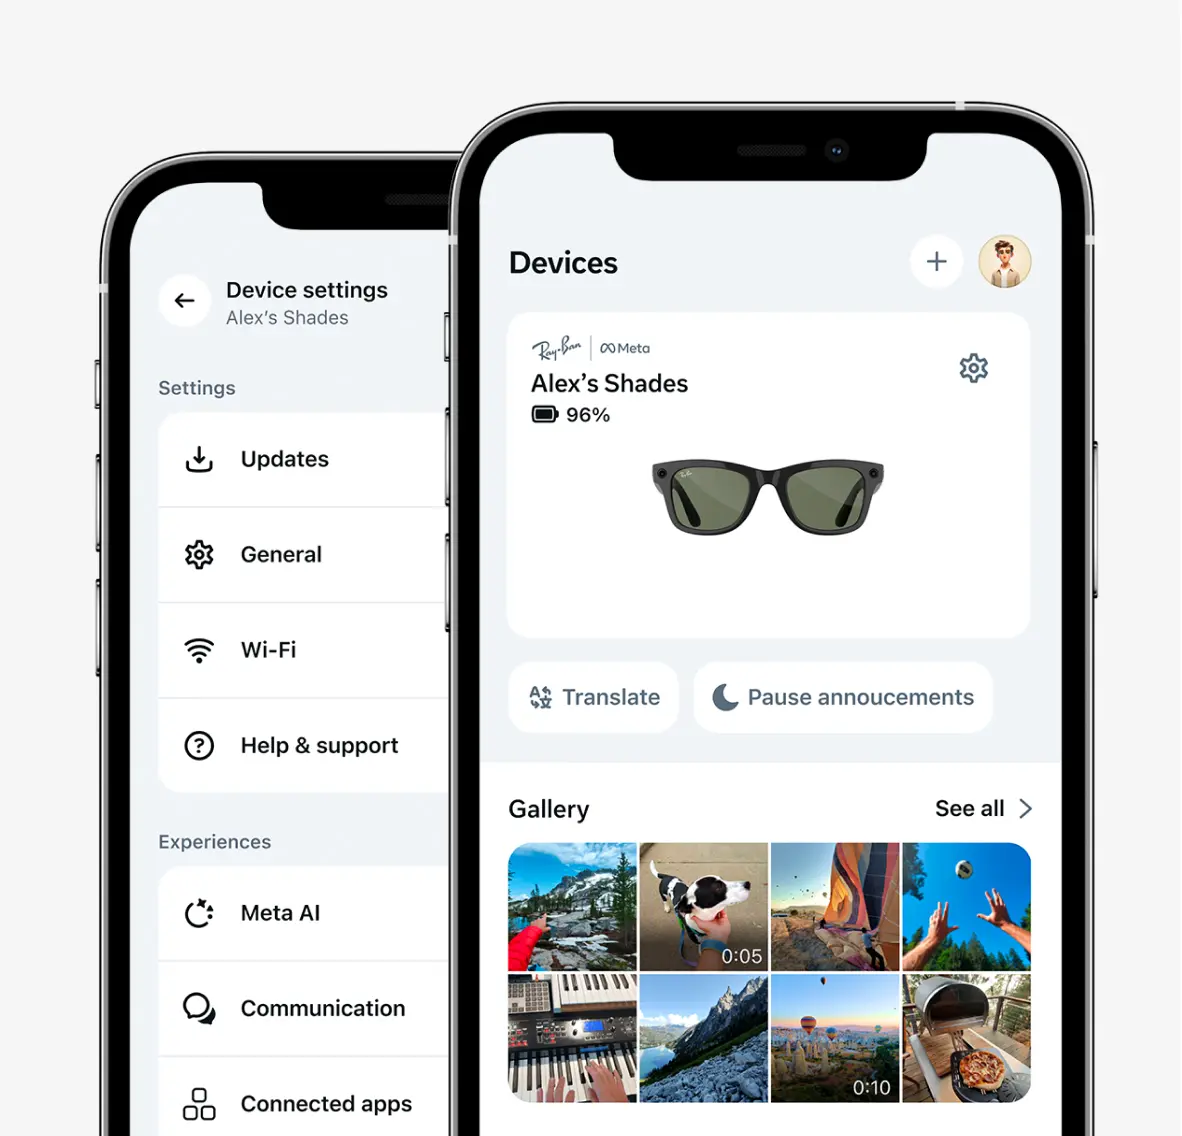 Device settings
Alex's Shades
Settings
Updates
General
Wi-Fi
Help & support
Experiences
Meta AI
Communication
Connected apps
Devices
Ray-Ban | Meta
Alex’s Shades
96%
Translate
Pause annoucements
Gallery
See all
0:05
0:10